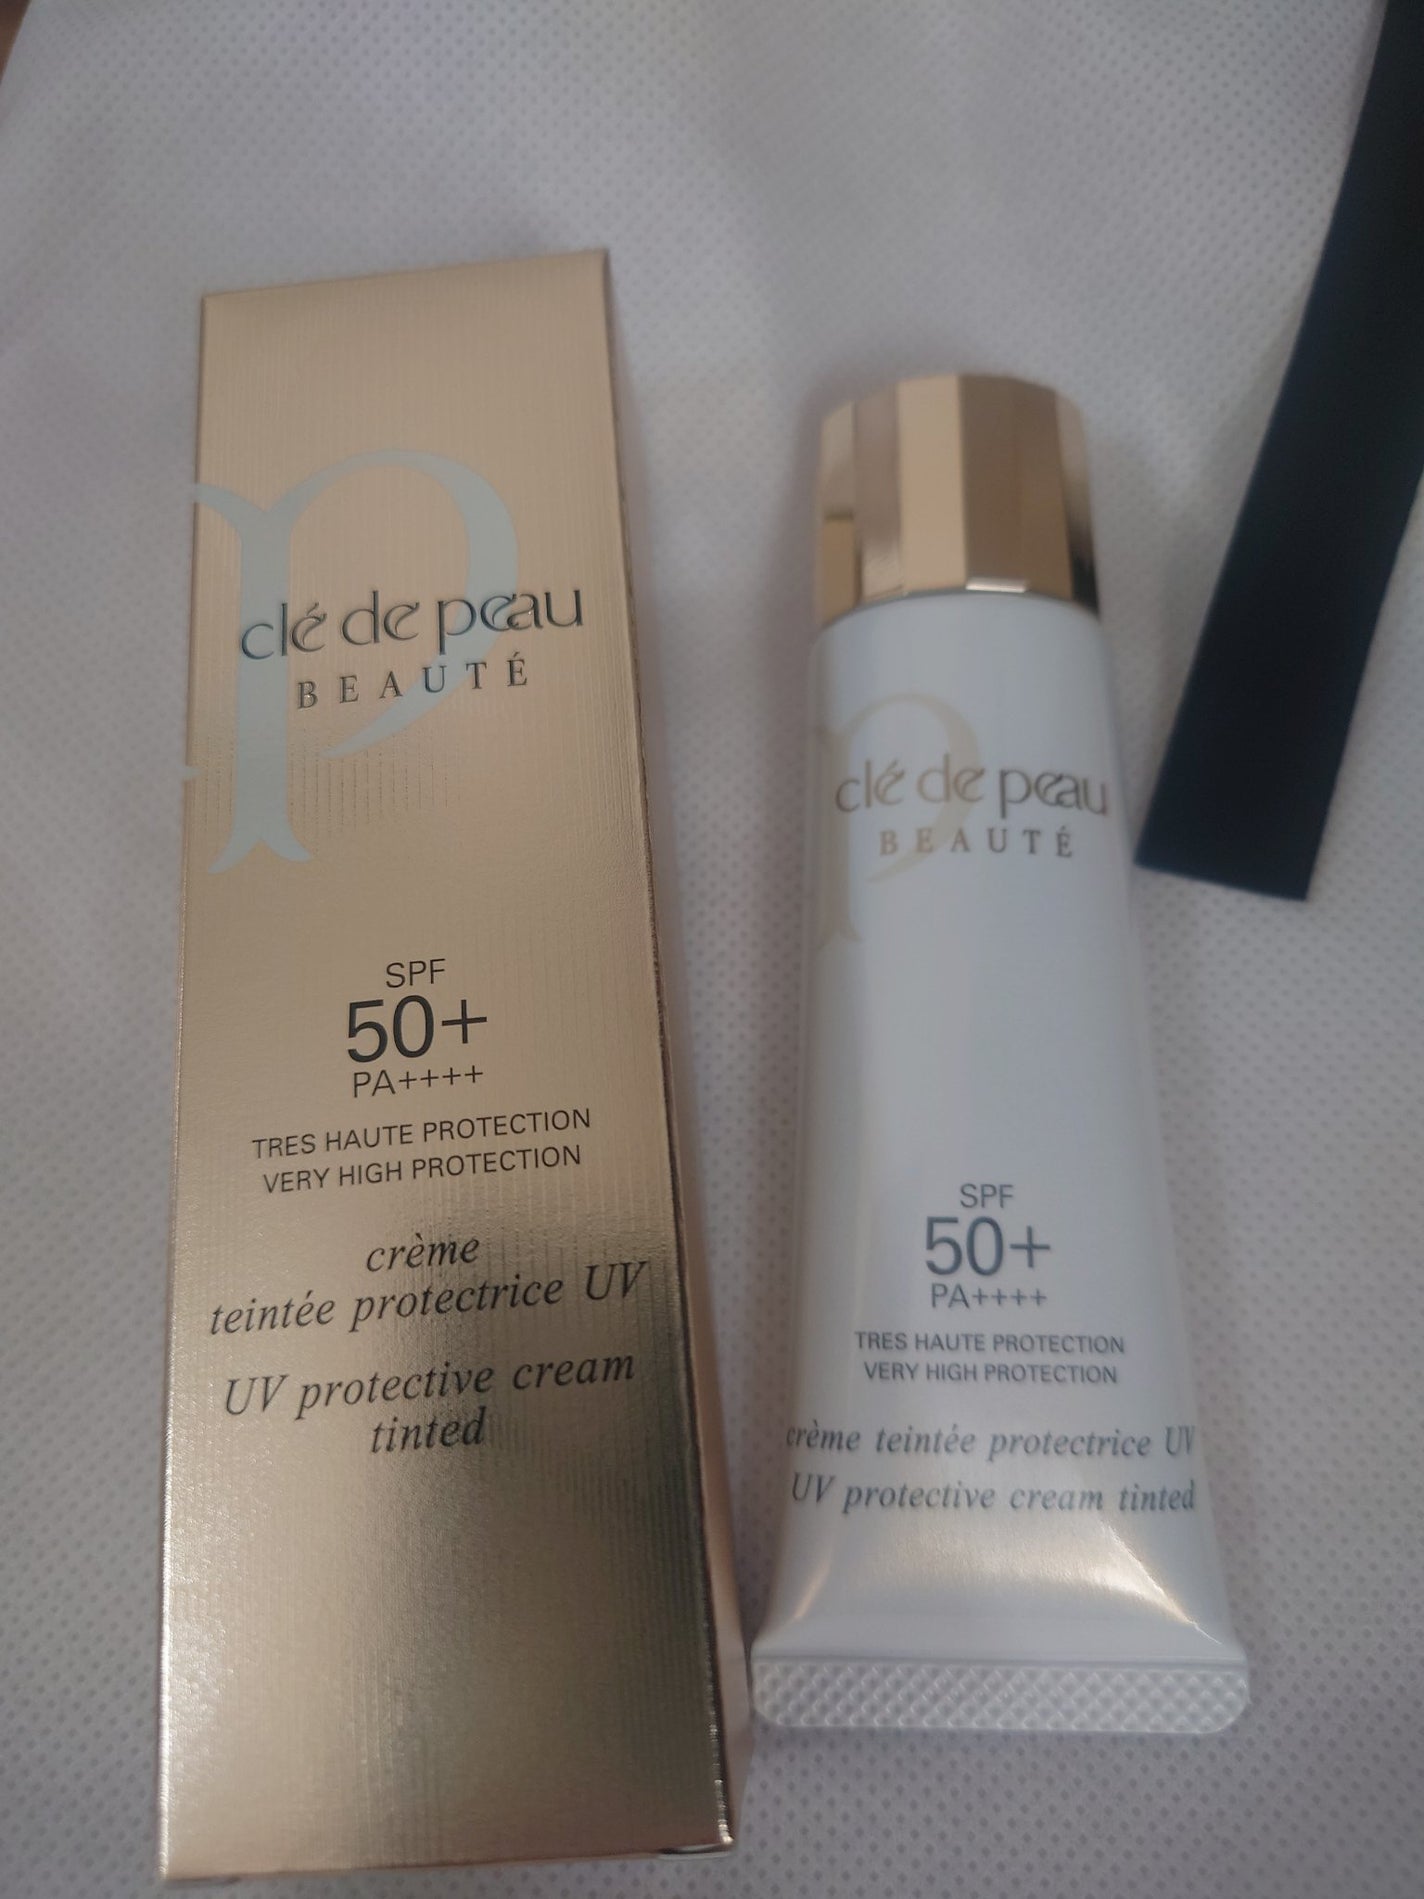 clé de peau
BEAUTÉ
SPF
50+
PA++++
TRES HAUTE PROTECTION
VERY HIGH PROTECTION
crème
teintée protectrice UV
UV protective cream
tinted
clé de peau
BEAUTÉ
SPF
50+
PA++++
TRES HAUTE PROTECTION
VERY HIGH PROTECTION
crème teintée protectrice UV
UV protective cream tinted